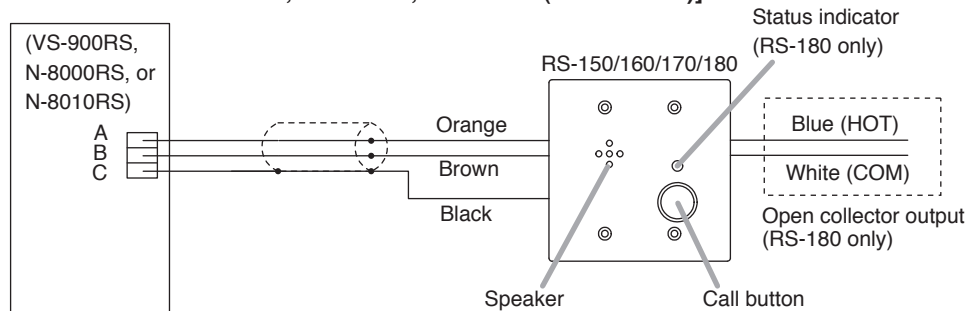 (VS-900RS,
N-8000RS, or
N-8010RS)
A
B
C
Orange
Brown
Black
RS-150/160/170/180
Status indicator
(RS-180 only)
Blue (HOT)
White (COM)
Open collector output
(RS-180 only)
Speaker
Call button